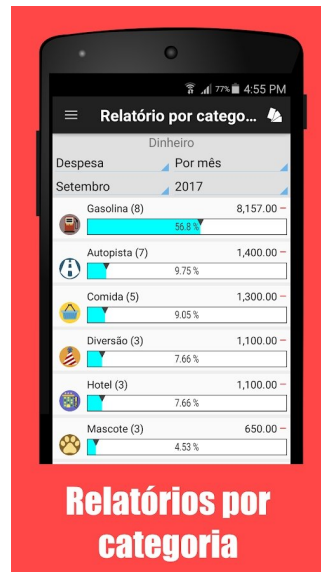 77% 4:55 PM
Relatório por catego...
Dinheiro
Despesa Por mês
Setembro 2017
Gasolina (8) 8,157.00 −
56.8 %
Autopista (7) 1,400.00 −
9.75 %
Comida (5) 1,300.00 −
9.05 %
Diversão (3) 1,100.00 −
7.66 %
Hotel (3) 1,100.00 −
7.66 %
Mascote (3) 650.00 −
4.53 %
Relatórios por
categoria